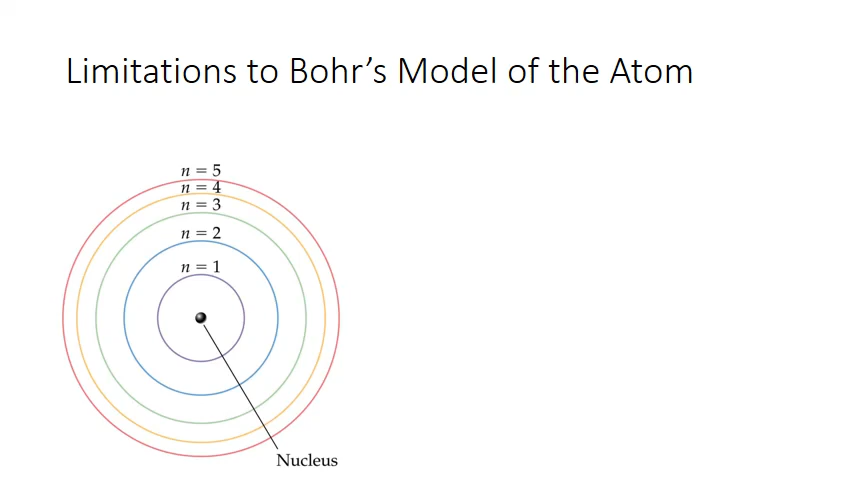 Limitations to Bohr’s Model of the Atom
n = 5
n = 4
n = 3
n = 2
n = 1
Nucleus